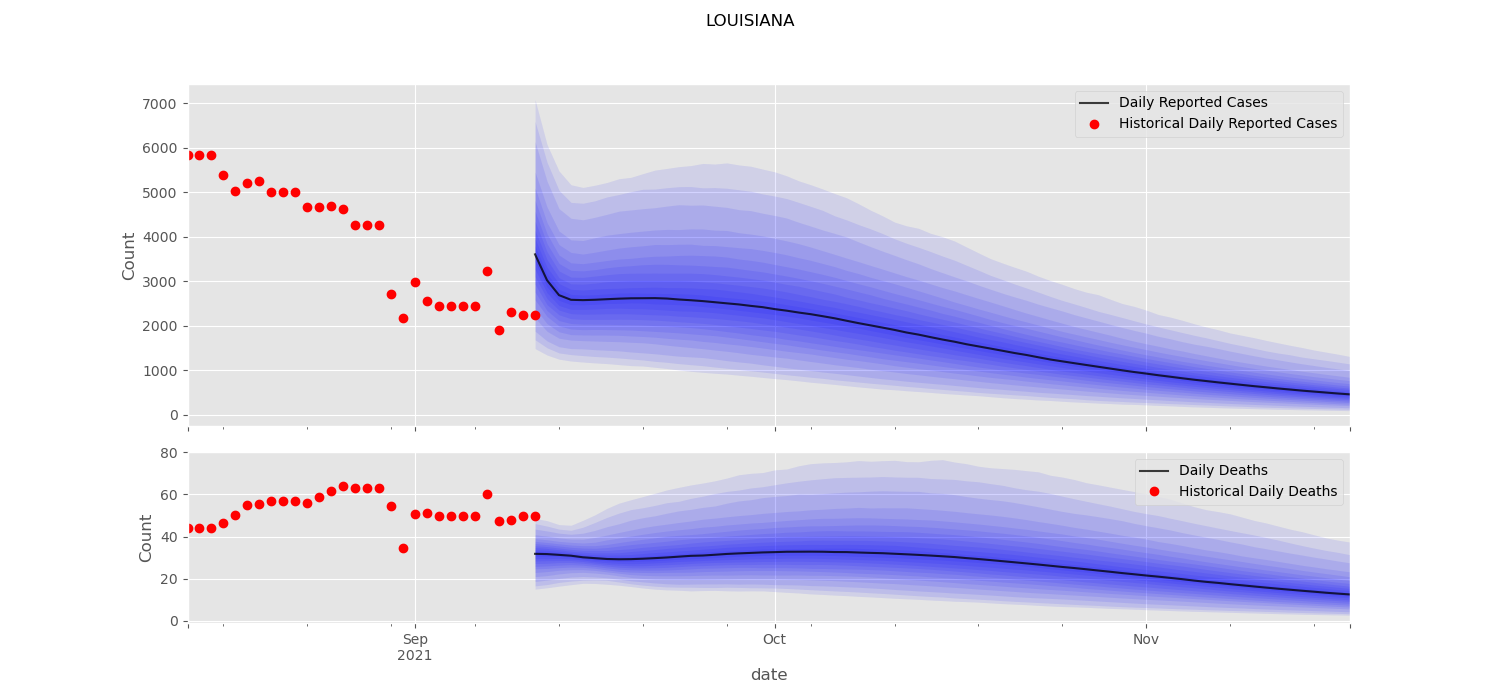 LOUISIANA
7000
6000
5000
4000
3000
2000
1000
0
Count
Daily Reported Cases
Historical Daily Reported Cases
80
60
40
20
0
Count
Daily Deaths
Historical Daily Deaths
Sep
2021
Oct
Nov
date